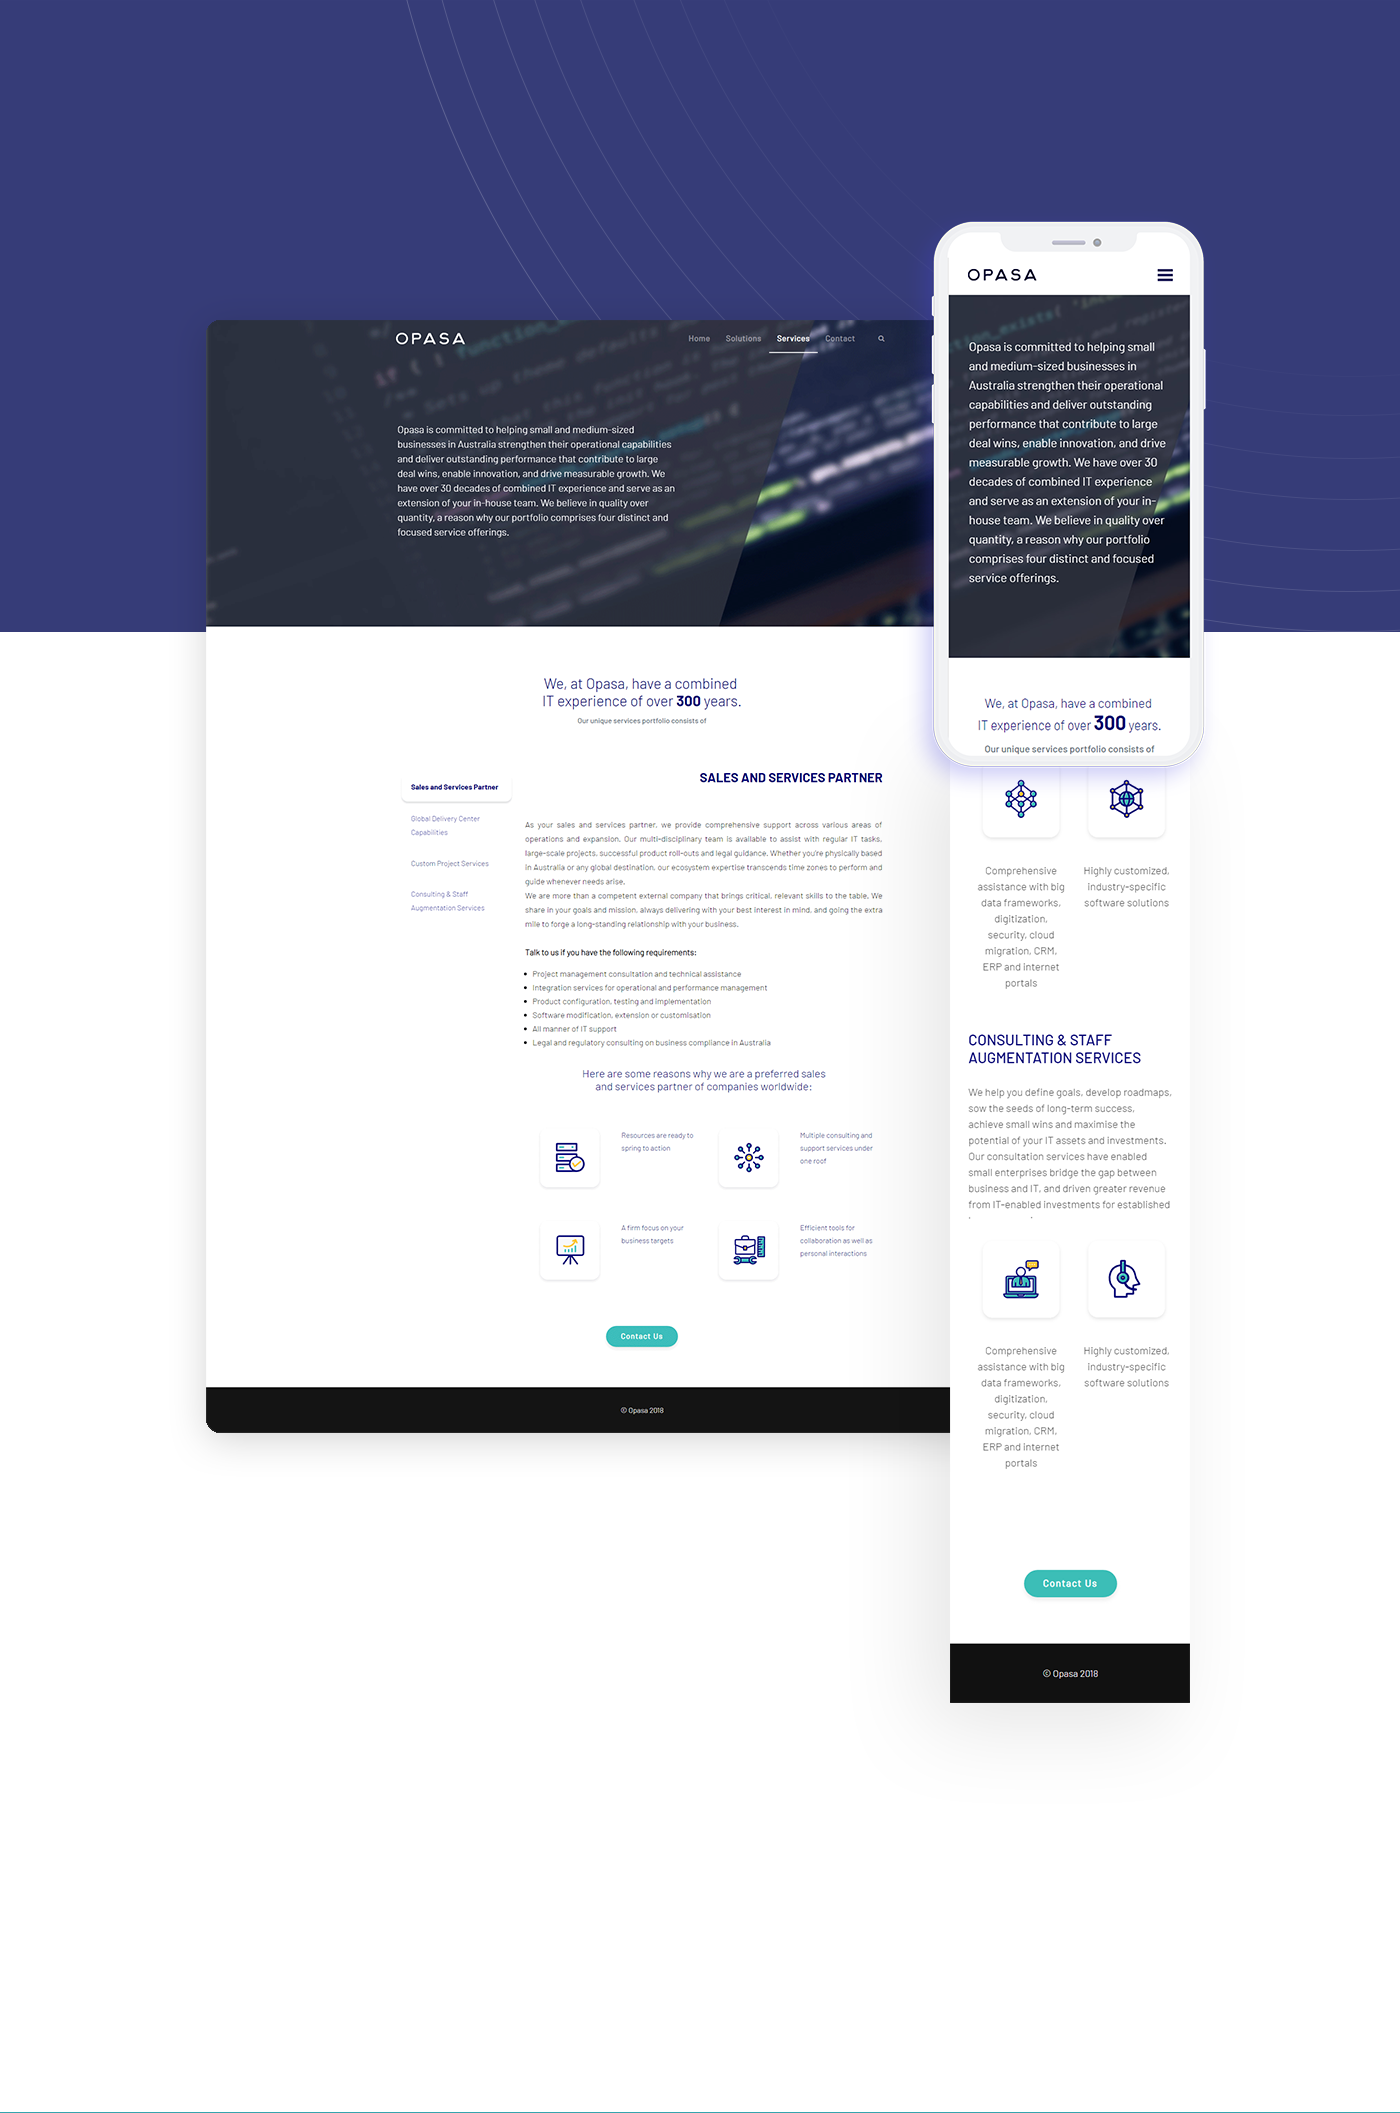 OPASA
Home Solutions Services Contact
Opasa is committed to helping small and medium-sized
businesses in Australia strengthen their operational capabilities
and deliver outstanding performance that contribute to large
deal wins, enable innovation, and drive measurable growth. We
have over 30 decades of combined IT experience and serve as an
extension of your in-house team. We believe in quality over
quantity, a reason why our portfolio comprises four distinct and
focused service offerings.
We, at Opasa, have a combined
IT experience of over 300 years.
Our unique services portfolio consists of
Sales and Services Partner
Global Delivery Center
Capabilities
Custom Project Services
Consulting & Staff
Augmentation Services
SALES AND SERVICES PARTNER
As your sales and services partner, we provide comprehensive support across various areas of
operations and expansion. Our multi-disciplinary team is available to assist with regular IT tasks,
large-scale projects, successful product roll-outs and legal guidance. Whether you're physically based
in Australia or any global destination, our ecosystem expertise transcends time zones to perform and
guide whenever needs arise.
We are more than a competent external company that brings critical, relevant skills to the table. We
share in your goals and mission, always delivering with your best interest in mind, and going the extra
mile to forge a long-standing relationship with your business.
Talk to us if you have the following requirements:
• Project management consultation and technical assistance
• Integration services for operational and performance management
• Product configuration, testing and implementation
• Software modification, extension or customisation
• All manner of IT support
• Legal and regulatory consulting on business compliance in Australia
Here are some reasons why we are a preferred sales
and services partner of companies worldwide:
Resources are ready to
spring to action
Multiple consulting and
support services under
one roof
A firm focus on your
business targets
Efficient tools for
collaboration as well as
personal interactions
Contact Us
© Opasa 2018
OPASA
Opasa is committed to helping small
and medium-sized businesses in
Australia strengthen their operational
capabilities and deliver outstanding
performance that contribute to large
deal wins, enable innovation, and drive
measurable growth. We have over 30
decades of combined IT experience
and serve as an extension of your in-
house team. We believe in quality over
quantity, a reason why our portfolio
comprises four distinct and focused
service offerings.
We, at Opasa, have a combined
IT experience of over 300 years.
Our unique services portfolio consists of
Comprehensive
assistance with big
data frameworks,
digitization,
security, cloud
migration, CRM,
ERP and internet
portals
Highly customized,
industry-specific
software solutions
CONSULTING & STAFF
AUGMENTATION SERVICES
We help you define goals, develop roadmaps,
sow the seeds of long-term success,
achieve small wins and maximise the
potential of your IT assets and investments.
Our consultation services have enabled
small enterprises bridge the gap between
business and IT, and driven greater revenue
from IT-enabled investments for established
Comprehensive
assistance with big
data frameworks,
digitization,
security, cloud
migration, CRM,
ERP and internet
portals
Highly customized,
industry-specific
software solutions
Contact Us
© Opasa 2018